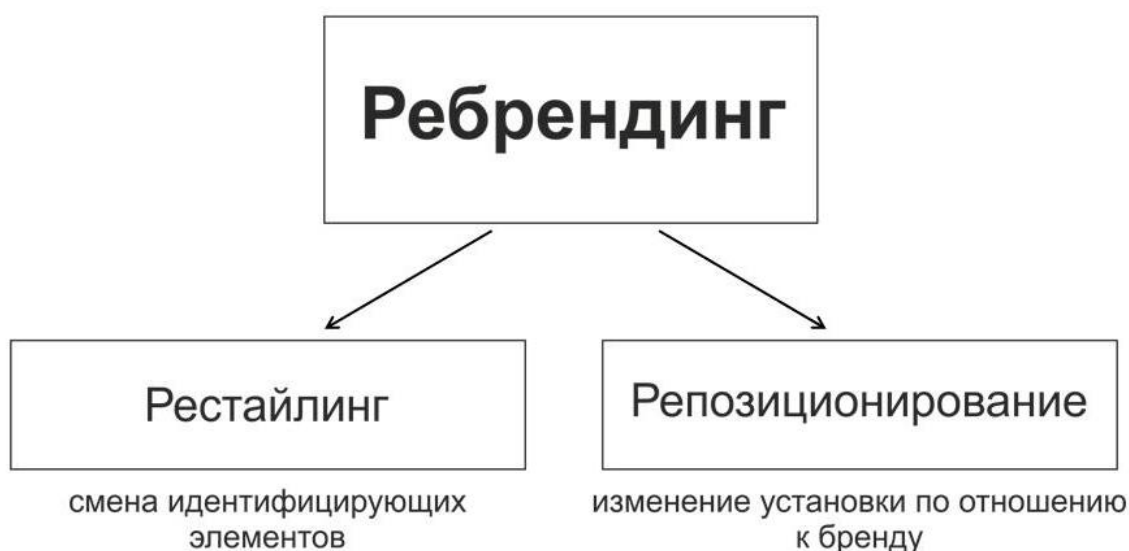 Ребрендинг
Рестайлинг
Репозиционирование
смена идентифицирующих
элементов
изменение установки по отношению
к бренду